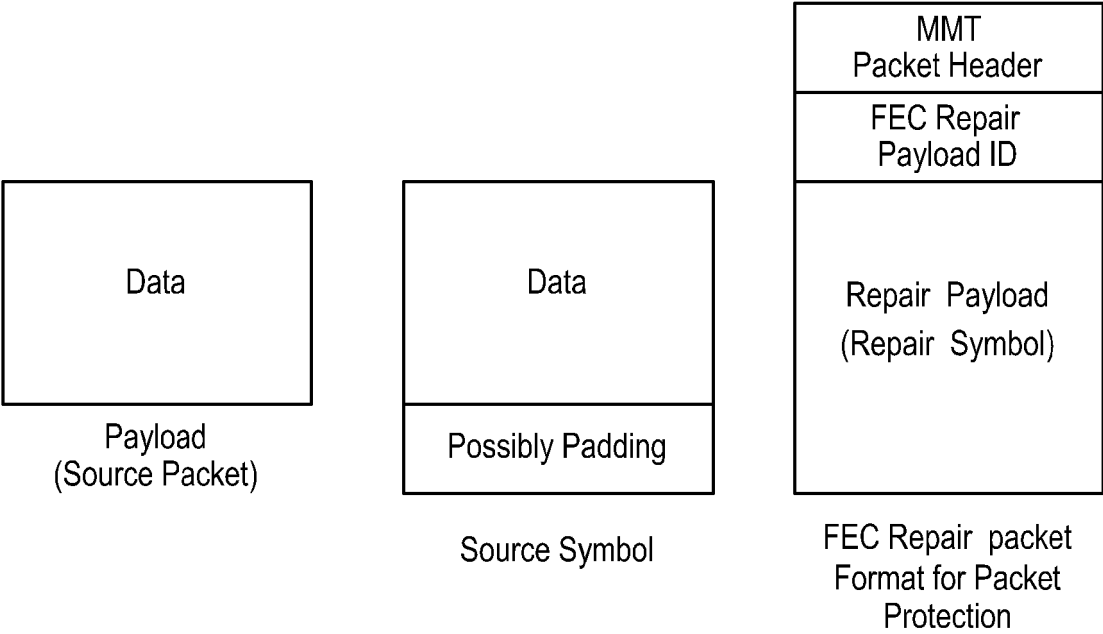 Data
Payload
(Source Packet)
Data
Possibly Padding
Source Symbol
MMT
Packet Header
FEC Repair
Payload ID
Repair Payload
(Repair Symbol)
FEC Repair packet
Format for Packet
Protection